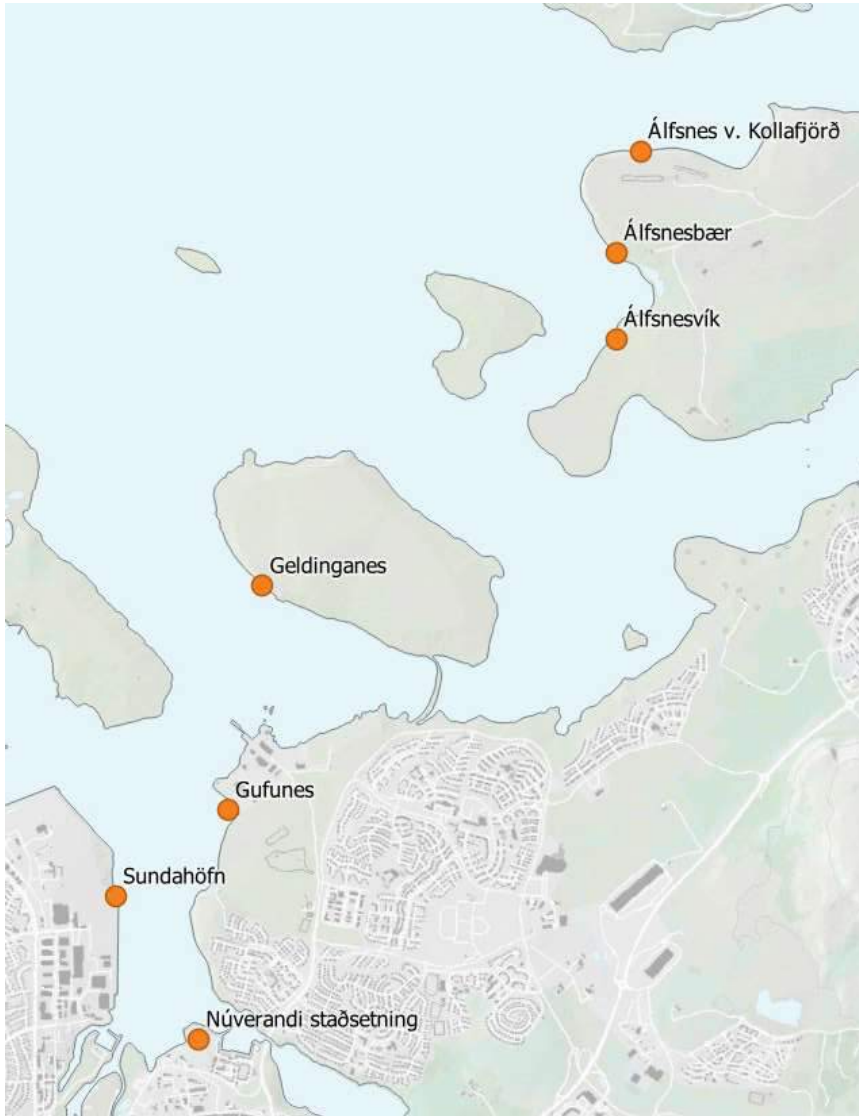 Álfsnes v. Kollafjörð
Álfsnesbær
Álfsnesvík
Geldinganes
Gufunes
Sundahöfn
Núverandi staðsetning